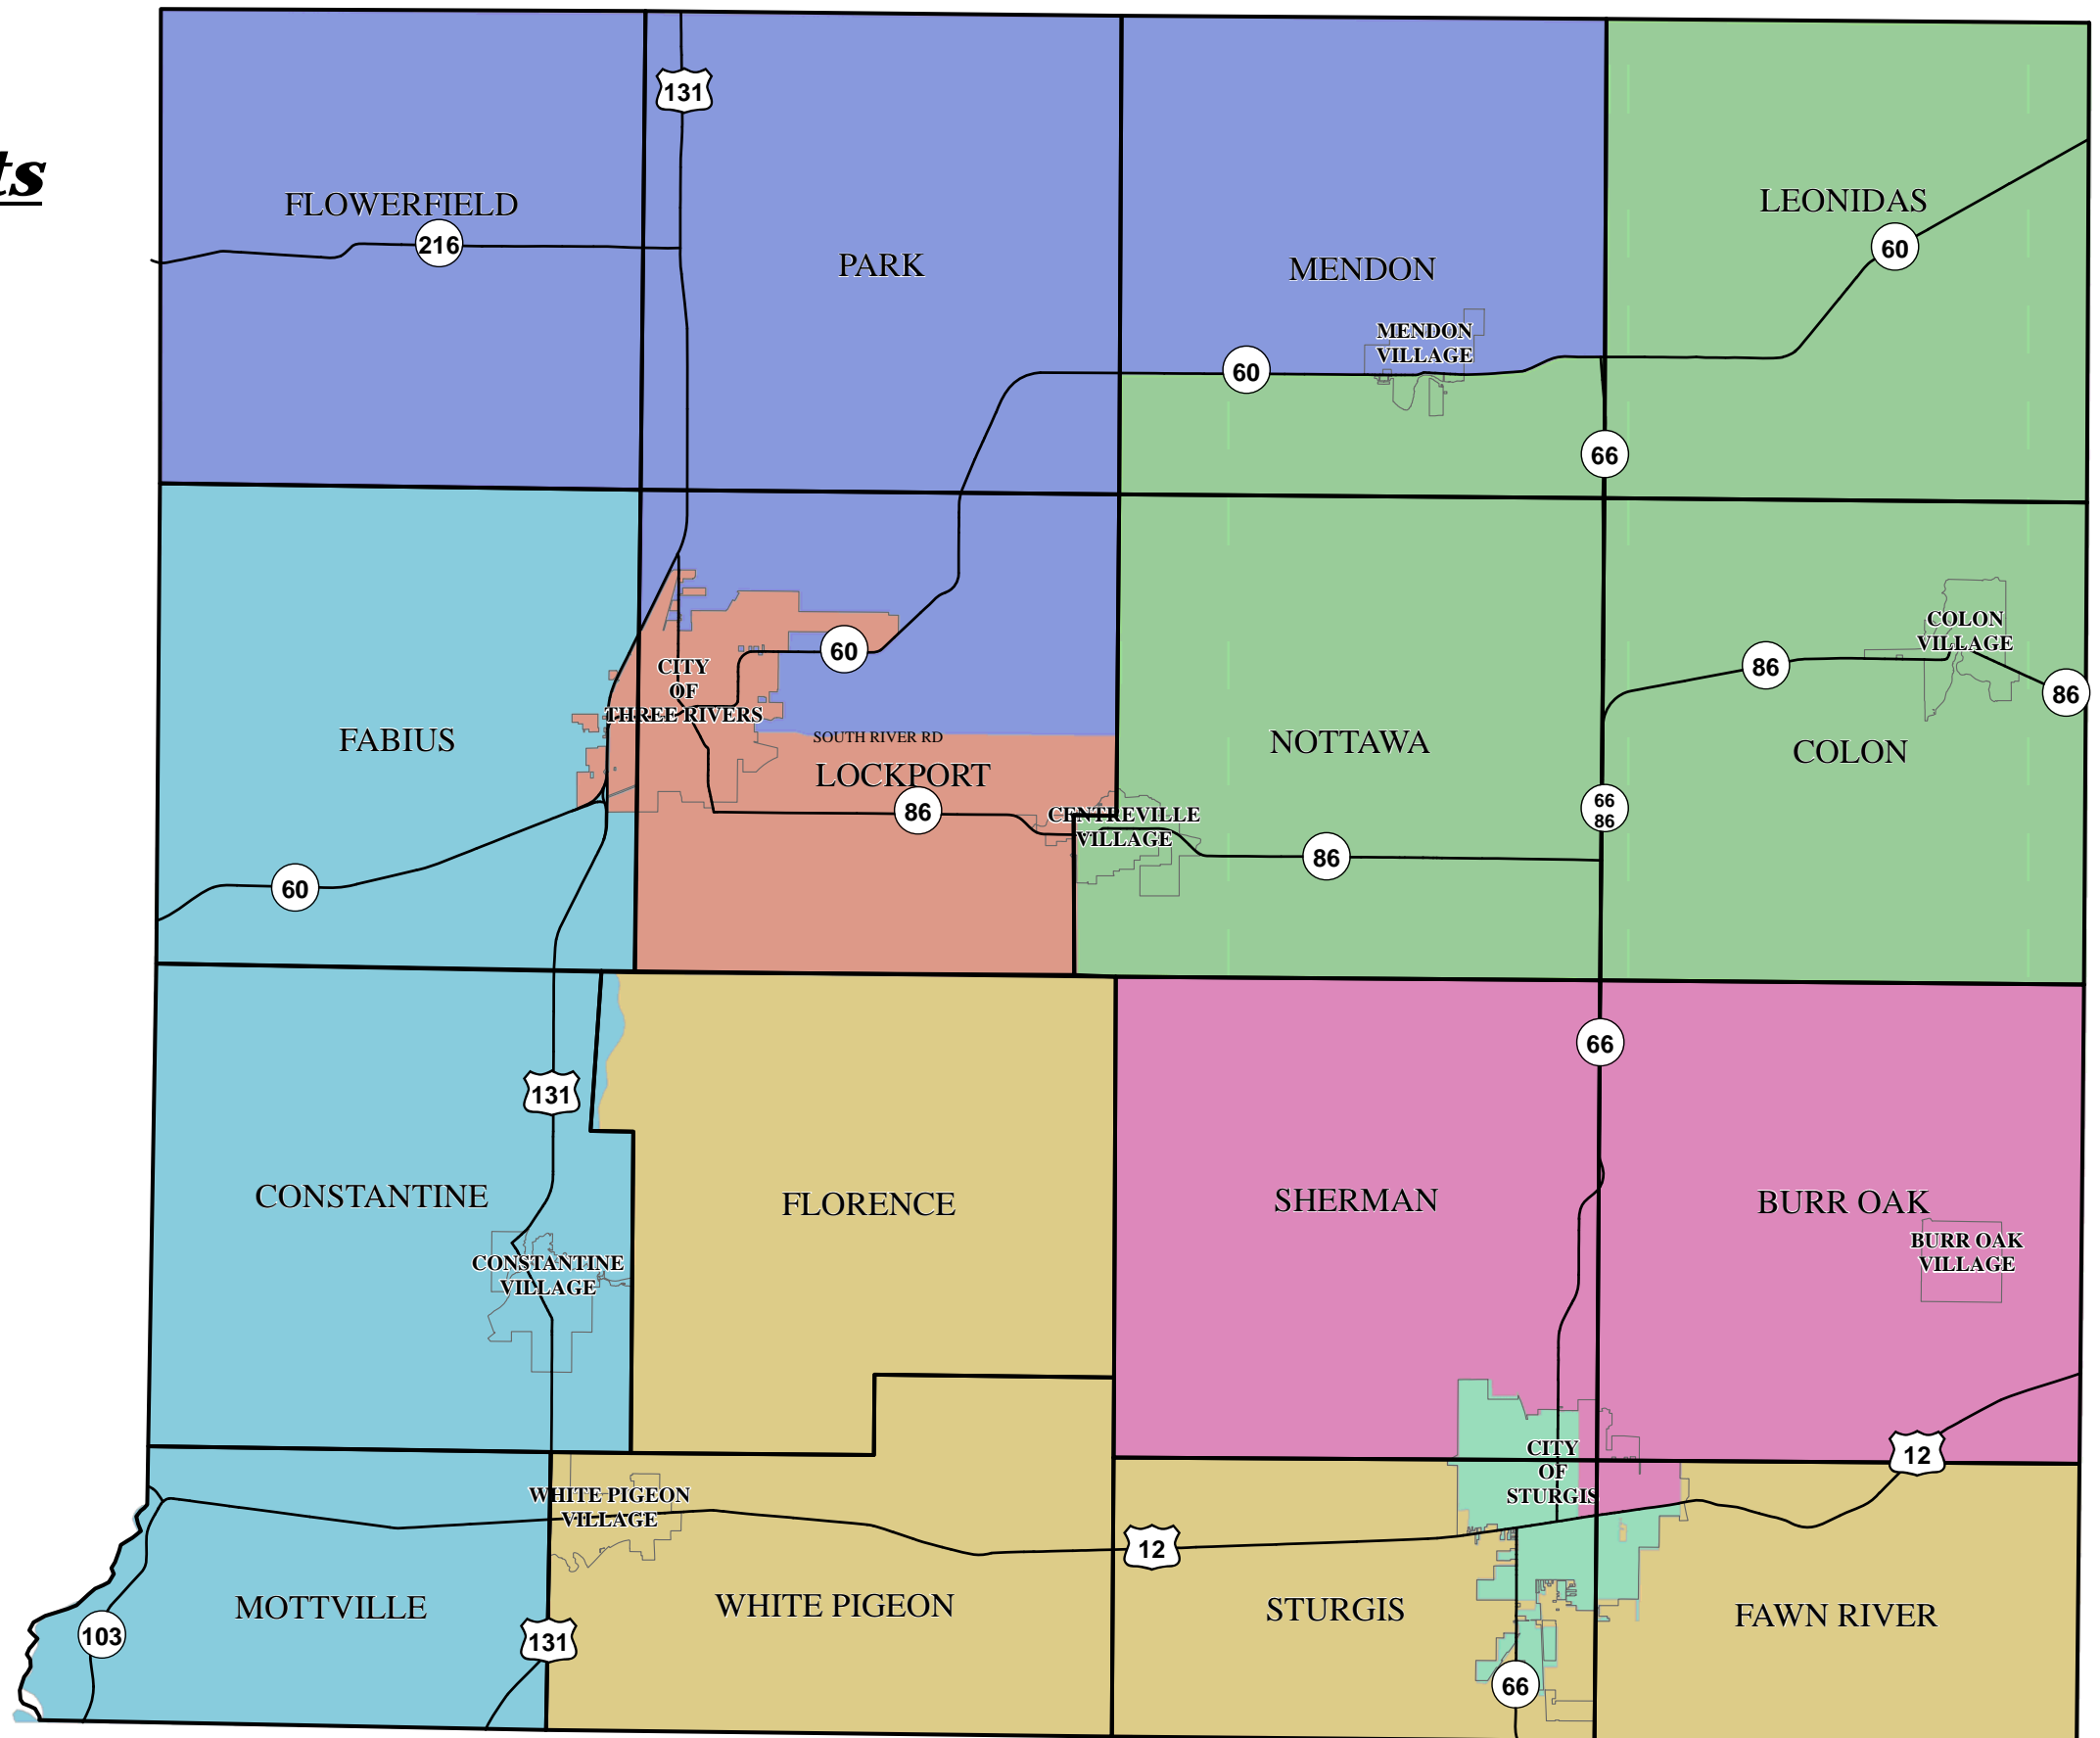 ts
131
FLOWERFIELD
216
PARK
MENDON
LEONIDAS
60
MENDON
VILLAGE
60
66
CITY
OF
THREE RIVERS
60
SOUTH RIVER RD
LOCKPORT
86
FABIUS
60
NOTTAWA
CENTREVILLE
VILLAGE
86
66
86
COLON
VILLAGE
86
86
COLON
131
CONSTANTINE
CONSTANTINE
VILLAGE
FLORENCE
SHERMAN
66
BURR OAK
BURR OAK
VILLAGE
12
CITY
OF
STURGIS
WHITE PIGEON
VILLAGE
12
MOTTVILLE
103
131
WHITE PIGEON
STURGIS
66
FAWN RIVER